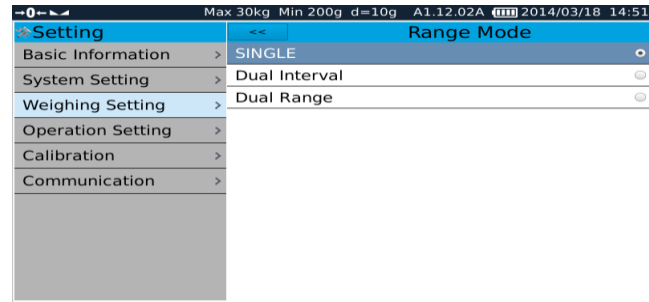 →0← Max 30kg Min 200g d=10g A1.12.02A 2014/03/18 14:51
Setting
<< Range Mode
Basic Information >
System Setting >
Weighing Setting >
Operation Setting >
Calibration >
Communication >
SINGLE
Dual Interval
Dual Range